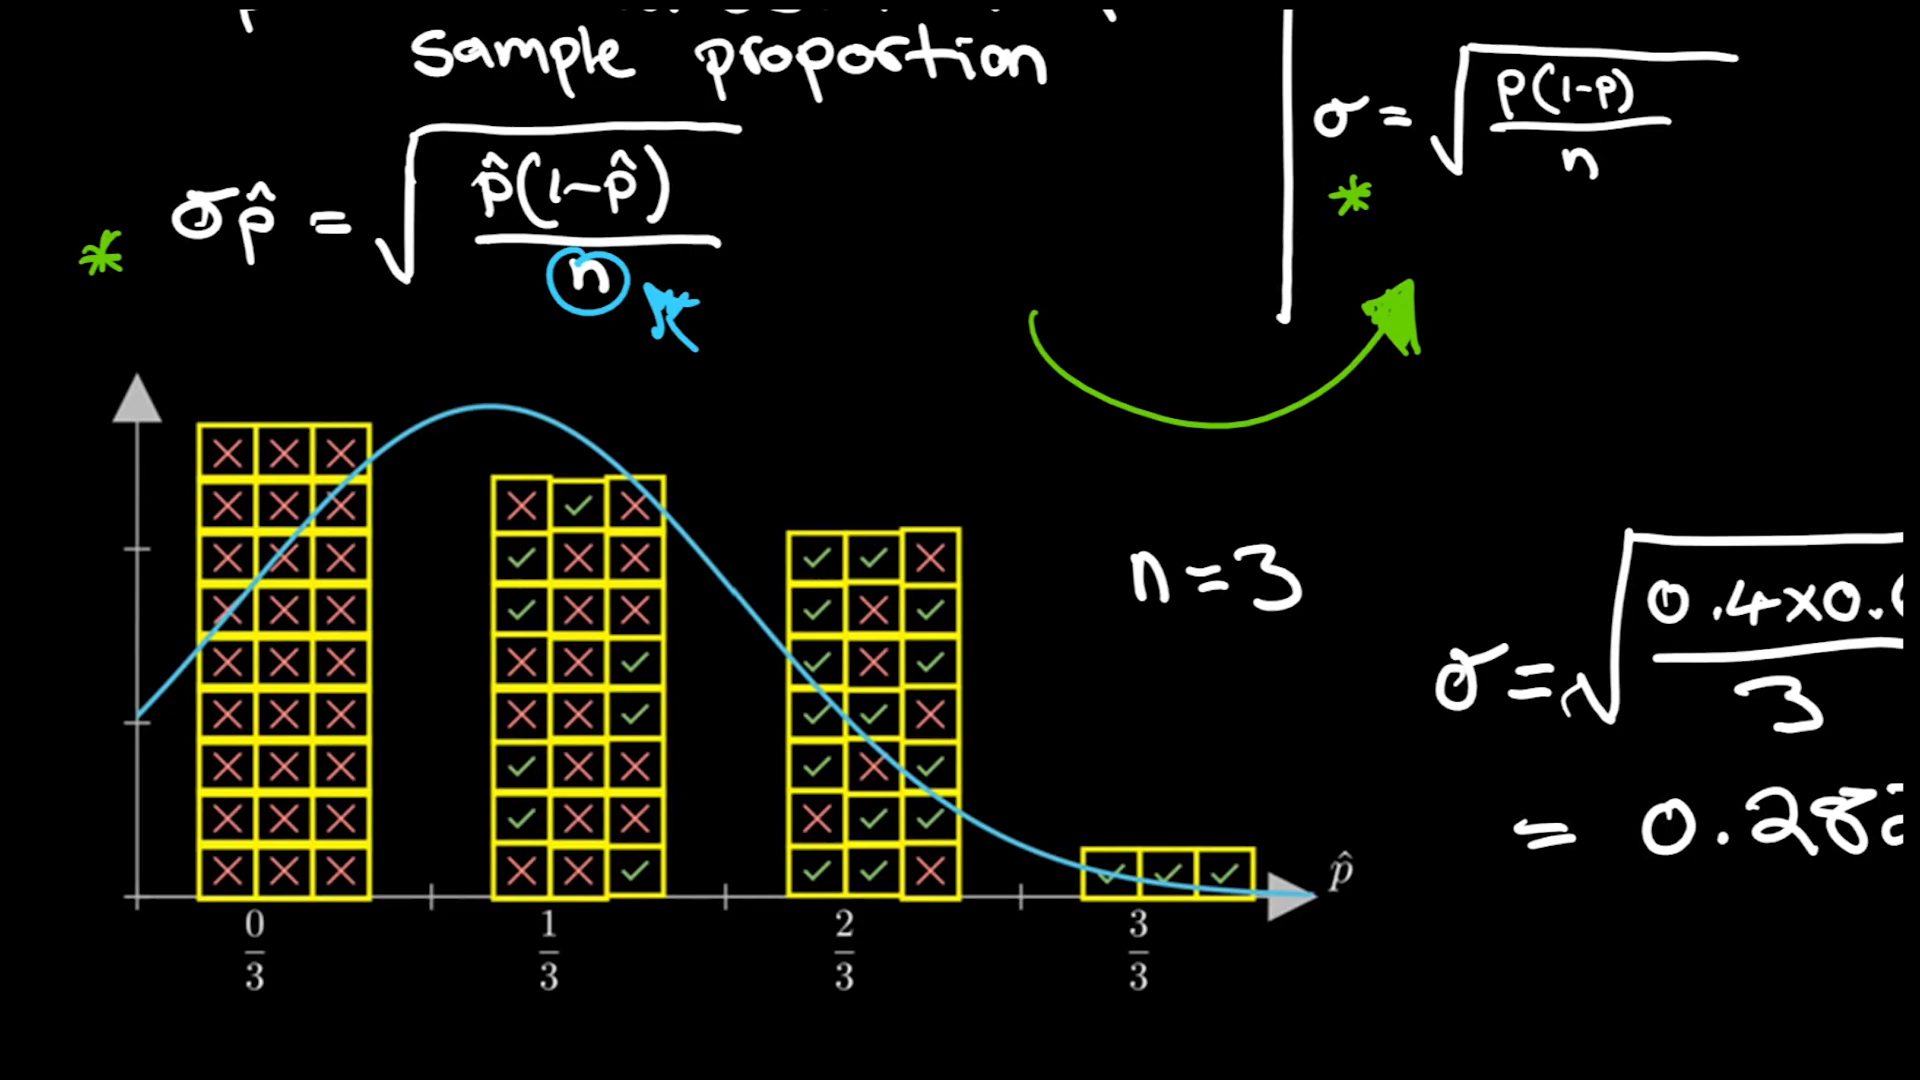 sample proportion
σp̂ = √(p̂(1-p̂)/n)
σ = √(p(1-p)/n)
n=3
σ = √(0.4×0./3)
= 0.28
p̂
0/3 1/3 2/3 3/3